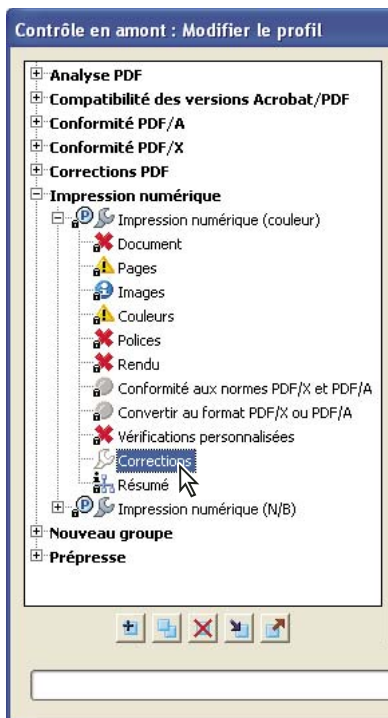 Contrôle en amont : Modifier le profil
Analyse PDF
Compatibilité des versions Acrobat/PDF
Conformité PDF/A
Conformité PDF/X
Corrections PDF
Impression numérique
Impression numérique (couleur)
Document
Pages
Images
Couleurs
Polices
Rendu
Conformité aux normes PDF/X et PDF/A
Convertir au format PDF/X ou PDF/A
Vérifications personnalisées
Corrections
Résumé
Impression numérique (N/B)
Nouveau groupe
Prépresse